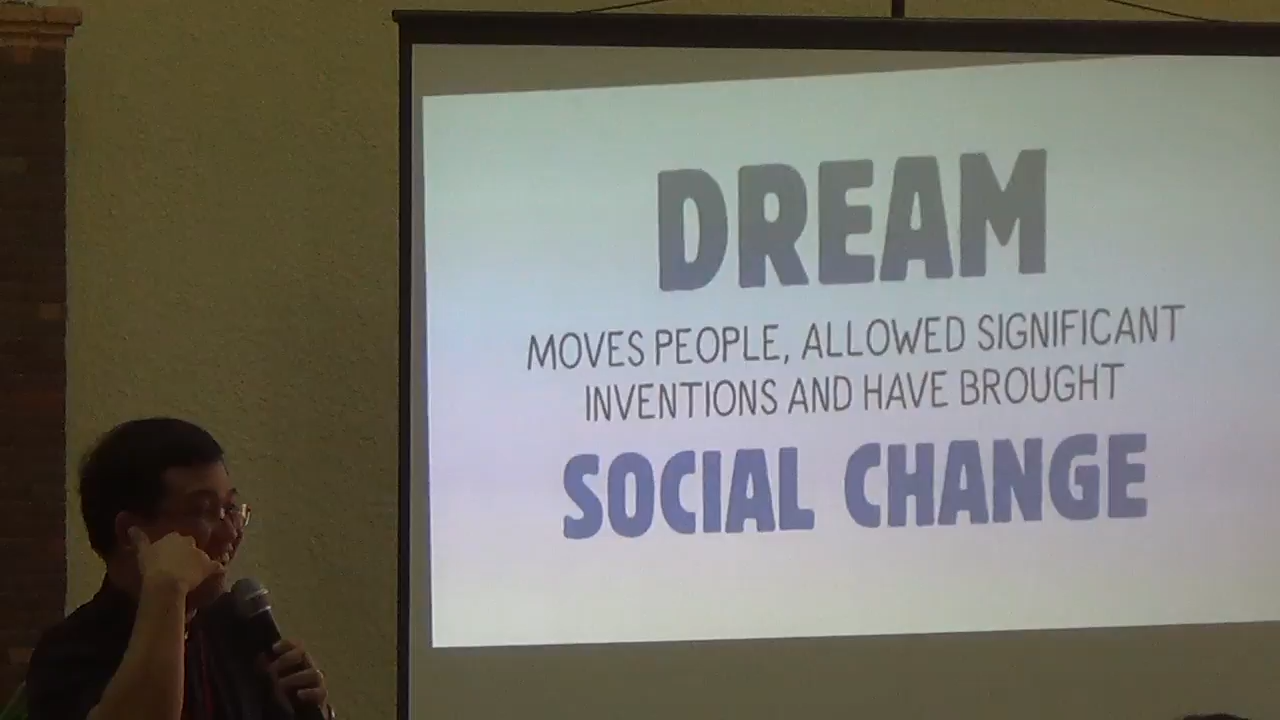 DREAM
MOVES PEOPLE, ALLOWED SIGNIFICANT
INVENTIONS AND HAVE BROUGHT
SOCIAL CHANGE